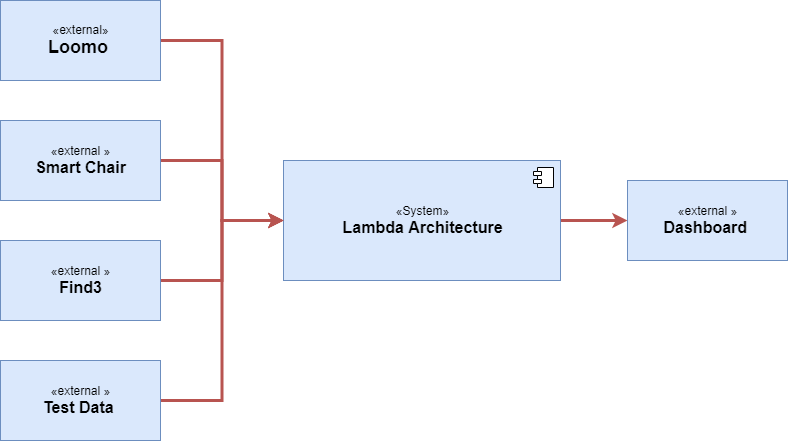 «external»
Loomo
«external »
Smart Chair
«external »
Find3
«external »
Test Data
«System»
Lambda Architecture
«external »
Dashboard